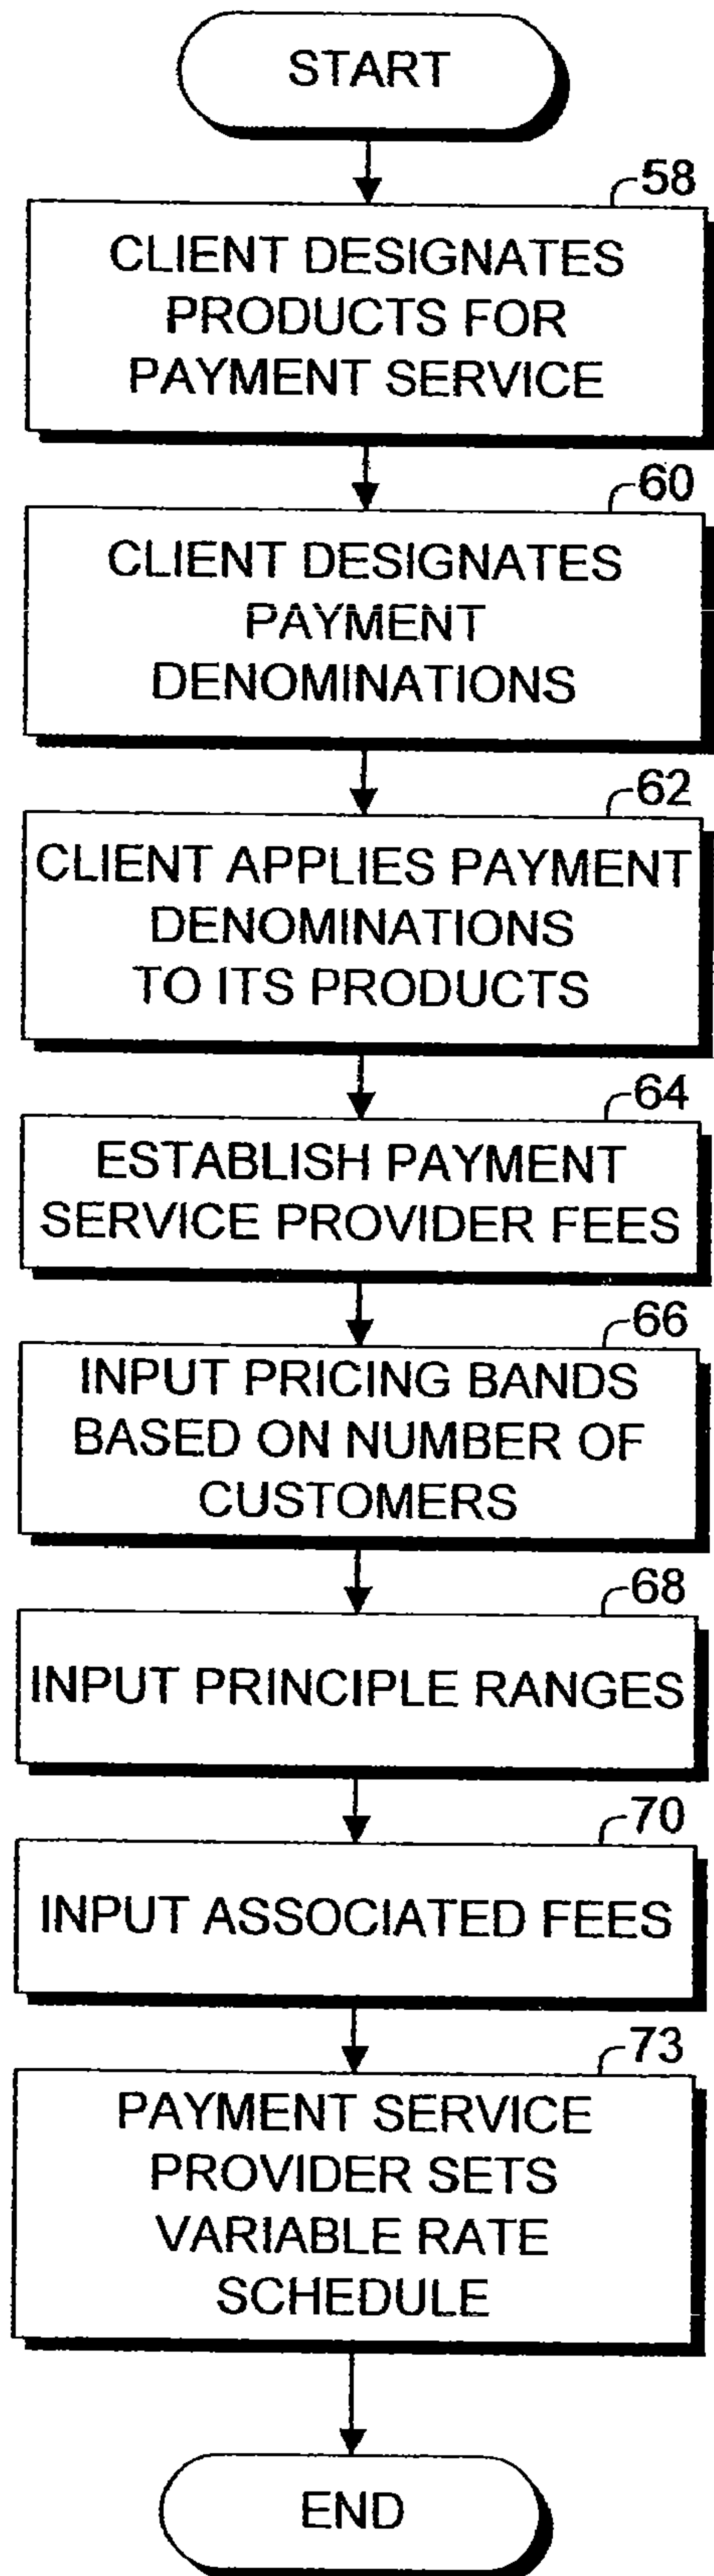 START
58
CLIENT DESIGNATES
PRODUCTS FOR
PAYMENT SERVICE
60
CLIENT DESIGNATES
PAYMENT
DENOMINATIONS
62
CLIENT APPLIES PAYMENT
DENOMINATIONS
TO ITS PRODUCTS
64
ESTABLISH PAYMENT
SERVICE PROVIDER FEES
66
INPUT PRICING BANDS
BASED ON NUMBER OF
CUSTOMERS
68
INPUT PRINCIPLE RANGES
70
INPUT ASSOCIATED FEES
73
PAYMENT SERVICE
PROVIDER SETS
VARIABLE RATE
SCHEDULE
END